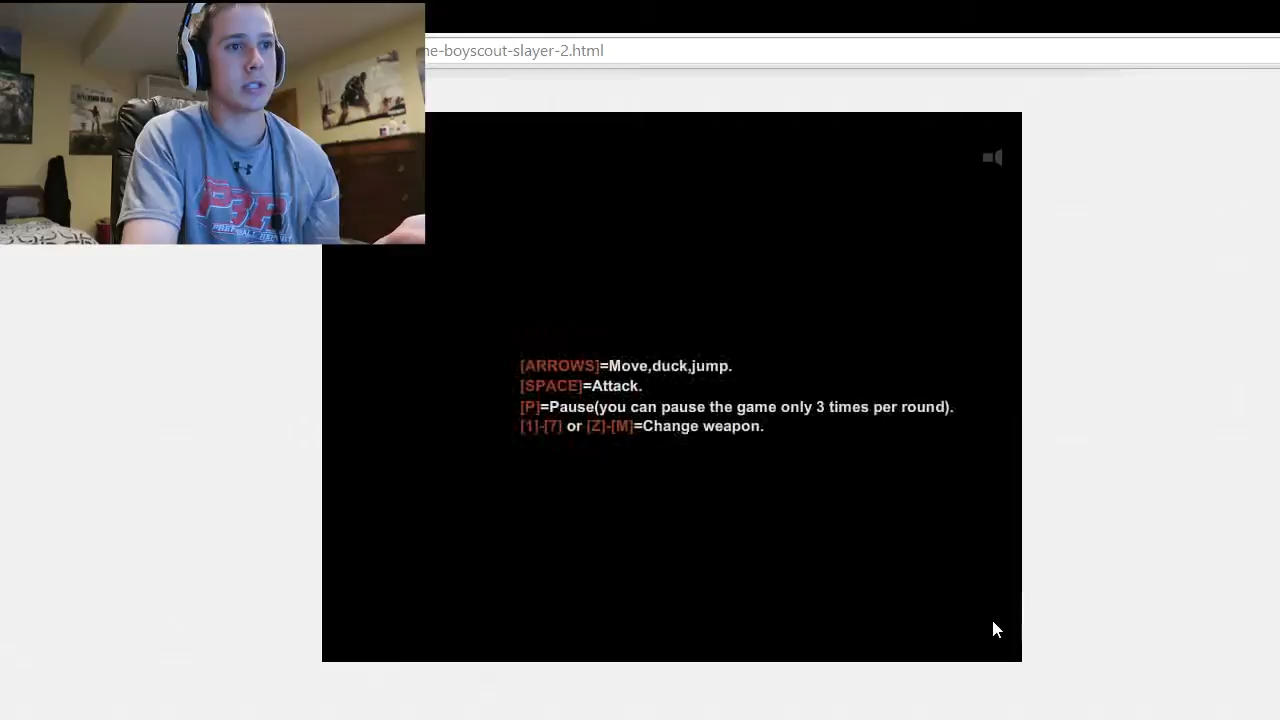 ne-boyscout-slayer-2.html
P3R
[ARROWS]=Move,duck,jump.
[SPACE]=Attack.
[P]=Pause(you can pause the game only 3 times per round).
[1]-[7] or [Z]-[M]=Change weapon.